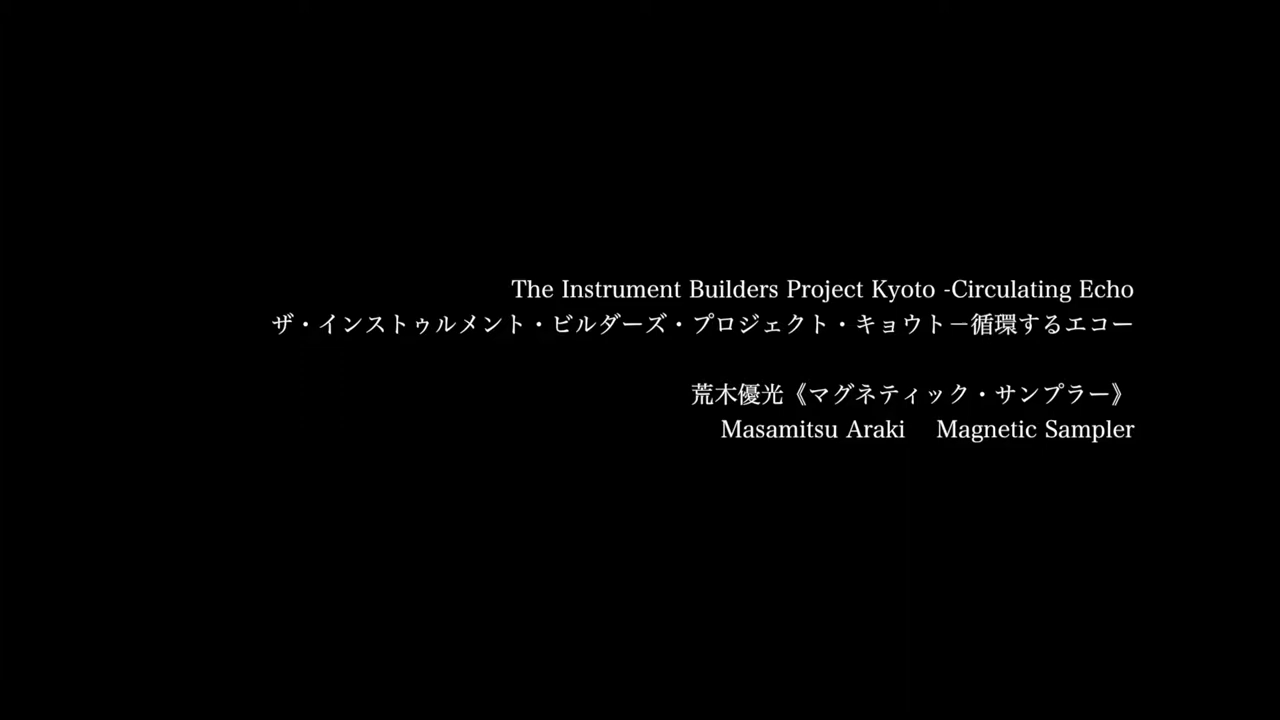 The Instrument Builders Project Kyoto -Circulating Echo
ザ・インストゥルメント・ビルダーズ・プロジェクト・キョウト－循環するエコー
荒木優光《マグネティック・サンプラー》
Masamitsu Araki　Magnetic Sampler